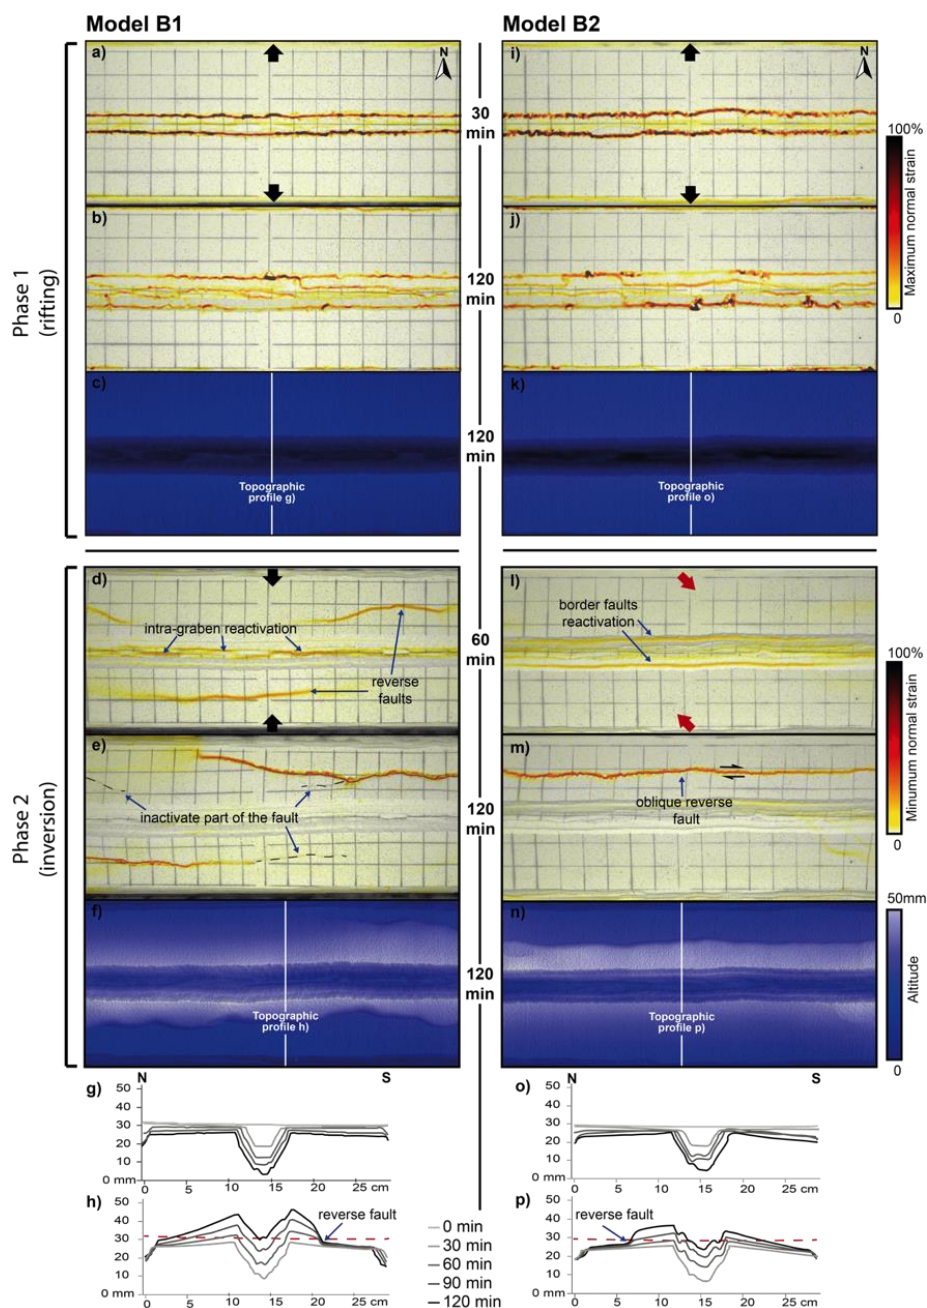 Model B1
Model B2
Phase 1
(rifting)
a)
N
30
min
i)
N
100%
Maximum normal strain
0
b)
120
min
j)
c)
Topographic
profile g)
120
min
k)
Topographic
profile o)
Phase 2
(inversion)
d)
intra-graben reactivation
reverse
faults
60
min
l)
border faults
reactivation
100%
Minumum normal strain
0
e)
inactivate part of the fault
120
min
m)
oblique reverse
fault
f)
Topographic
profile h)
120
min
n)
Topographic
profile p)
50mm
Altitude
0
N
S
g)
50
40
30
20
10
0 mm
0 5 10 15 20 25 cm
h)
50
40
30
20
10
0
reverse fault
0 5 10 15 20 25 cm
0 min
30 min
60 min
90 min
120 min
N
S
o)
50
40
30
20
10
0 mm
0 5 10 15 20 25 cm
p)
50
40
30
20
10
0
reverse fault
0 5 10 15 20 25 cm